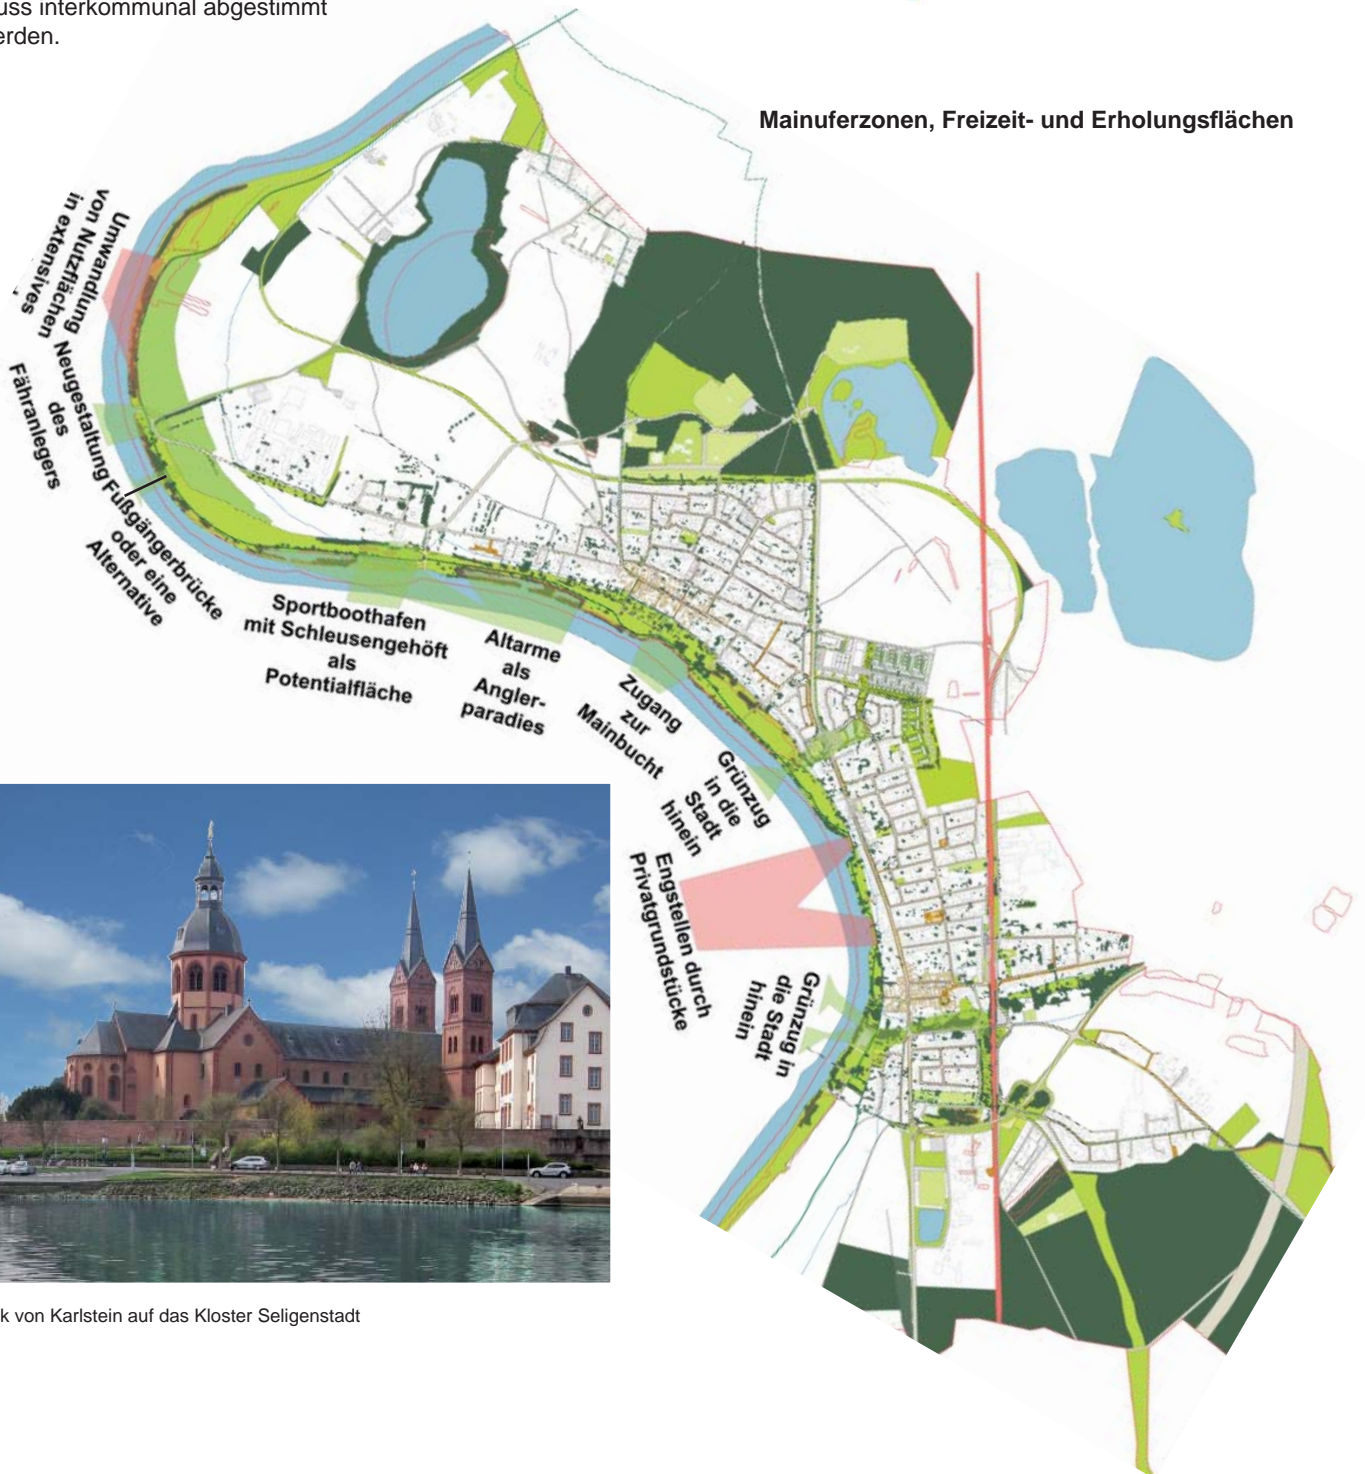 uss interkommunal abgestimmt
erden.
Mainuferzonen, Freizeit- und Erholungsflächen
Umwandlung
von Nutzflächen
in extensives
Neugestaltung
des
Fähranlegers
Fußgängerbrücke
oder eine
Alternative
Sportboothafen
mit Schleusengehöft
als
Potentialfläche
Altarme
als
Angler-
paradies
Zugang
zur
Mainbucht
Grünzug
in die
Stadt
hinein
Engstellen durch
Privatgrundstücke
Grünzug in
die Stadt
hinein
k von Karlstein auf das Kloster Seligenstadt